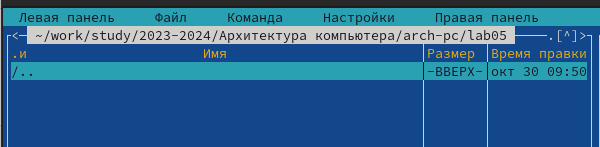 Левая панель Файл Команда Настройки Правая панель
<─ ~/work/study/2023-2024/Архитектура компьютера/arch-pc/lab05 ─.[^]>
.и Имя Размер Время правки
/.. -ВВЕРХ- окт 30 09:50